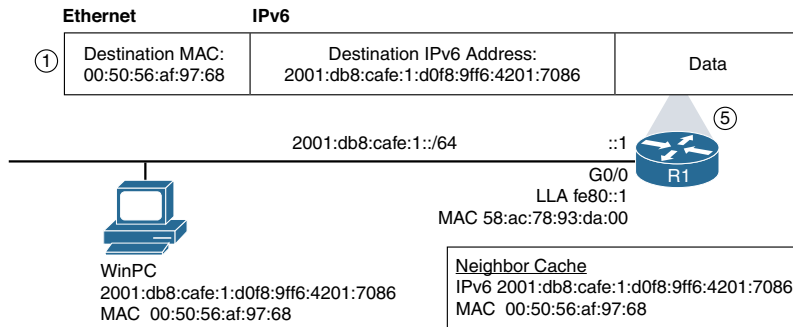 Ethernet IPv6
① Destination MAC: Destination IPv6 Address: Data
00:50:56:af:97:68 2001:db8:cafe:1:d0f8:9ff6:4201:7086
⑤
2001:db8:cafe:1::/64 ::1
G0/0 R1
LLA fe80::1
MAC 58:ac:78:93:da:00
WinPC
2001:db8:cafe:1:d0f8:9ff6:4201:7086
MAC 00:50:56:af:97:68
Neighbor Cache
IPv6 2001:db8:cafe:1:d0f8:9ff6:4201:7086
MAC 00:50:56:af:97:68